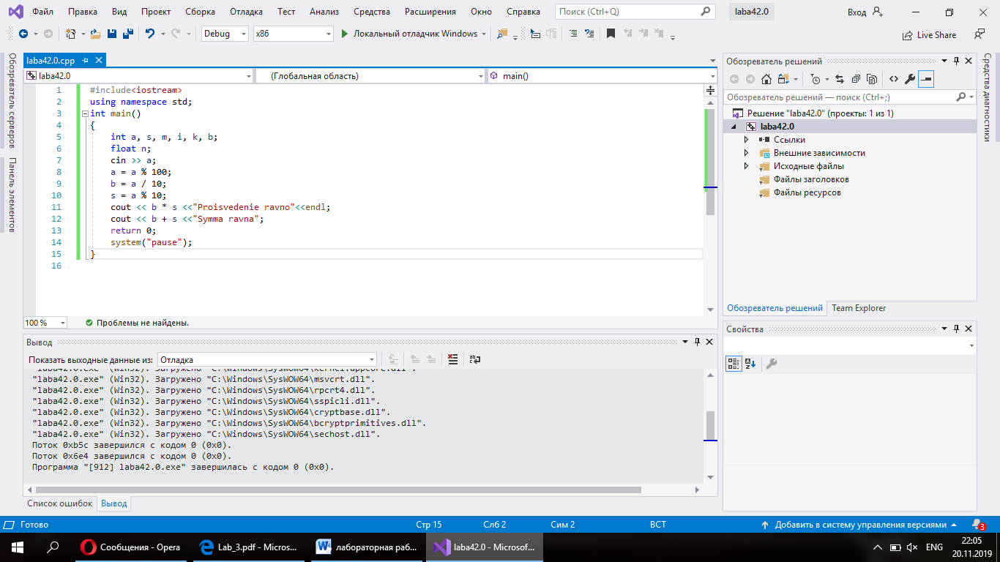 Файл Правка Вид Проект Сборка Отладка Тест Анализ Средства Расширения Окно Справка Поиск (Ctrl+Q) laba42.0 Вход
Debug x86 Локальный отладчик Windows Live Share
Обозреватель серверов
Панель элементов
laba42.0.cpp
laba42.0 (Глобальная область) main()
1 #include<iostream>
2 using namespace std;
3 int main()
4 {
5 int a, s, m, i, k, b;
6 float n;
7 cin >> a;
8 a = a % 100;
9 b = a / 10;
10 s = a % 10;
11 cout << b * s <<"Proisvedenie ravno"<<endl;
12 cout << b + s <<"Symma ravna";
13 return 0;
14 system("pause");
15 }
16
100 % Проблемы не найдены.
Вывод
Показать выходные данные из: Отладка
"laba42.0.exe" (Win32). Загружено "C:\Windows\SysWOW64\kernel.appcore.dll".
"laba42.0.exe" (Win32). Загружено "C:\Windows\SysWOW64\msvcrt.dll".
"laba42.0.exe" (Win32). Загружено "C:\Windows\SysWOW64\rpcrt4.dll".
"laba42.0.exe" (Win32). Загружено "C:\Windows\SysWOW64\sspicli.dll".
"laba42.0.exe" (Win32). Загружено "C:\Windows\SysWOW64\cryptbase.dll".
"laba42.0.exe" (Win32). Загружено "C:\Windows\SysWOW64\bcryptprimitives.dll".
"laba42.0.exe" (Win32). Загружено "C:\Windows\SysWOW64\sechost.dll".
Поток 0xb5c завершился с кодом 0 (0x0).
Поток 0x6e4 завершился с кодом 0 (0x0).
Программа "[912] laba42.0.exe" завершилась с кодом 0 (0x0).
Список ошибок Вывод
Обозреватель решений
Обозреватель решений — поиск (Ctrl+;)
Решение "laba42.0" (проекты: 1 из 1)
laba42.0
Ссылки
Внешние зависимости
Исходные файлы
Файлы заголовков
Файлы ресурсов
Обозреватель решений Team Explorer
Свойства
Средства диагностики
Готово Стр 15 Слб 2 Сим 2 ВСТ Добавить в систему управления версиями 3
Сообщения - Opera Lab_3.pdf - Micros... лабораторная раб... laba42.0 - Microsof... ENG 22:05
20.11.2019